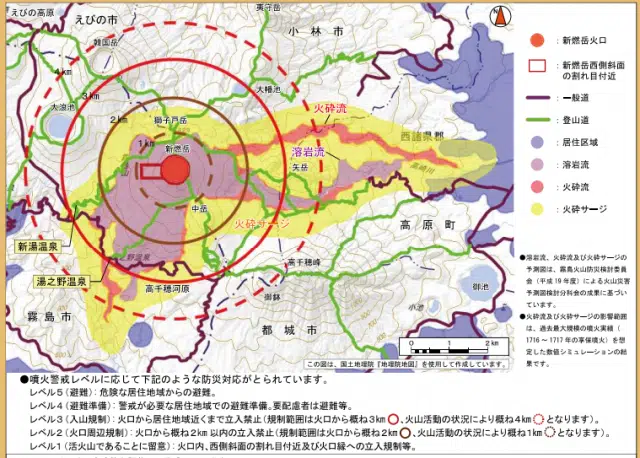 えびの高原
えびの市
夷守岳
小林市
韓国岳
4km
3km
2km
1km
大浪池
獅子戸岳
大幡池
新燃岳
火砕流
西諸県郡
溶岩流
矢岳
高崎川
中岳
火砕サージ
高原町
新湯温泉
湯之野温泉
高千穂河原
高千穂峰
御鉢
御池
小池
霧島市
都城市
0 1 2 km
この図は、国土地理院『地理院地図』を使用して作成しています。
：新燃岳火口
：新燃岳西側斜面
の割れ目付近
：一般道
：登山道
：居住区域
：溶岩流
：火砕流
：火砕サージ
●溶岩流、火砕流及び火砕サージの
予測図は、霧島火山防災検討委員
会（平成19年度）による火山災害
予測図検討分科会の成果に基づい
ています。
●火砕流及び火砕サージの影響範囲
は、過去最大規模の噴火実績（
1716～1717年の享保噴火）を想
定した数値シミュレーションの結
果です。
●噴火警戒レベルに応じて下記のような防災対応がとられています。
レベル5（避難）：危険な居住地域からの避難。
レベル4（避難準備）：警戒が必要な居住地域での避難準備。要配慮者は避難等。
レベル3（入山規制）：火口から居住地域近くまで立入禁止（規制範囲は火口から概ね3km、火山活動の状況により概ね4kmとなります）。
レベル2（火口周辺規制）：火口から概ね2km以内の立入禁止（規制範囲は火口から概ね2km、火山活動の状況により概ね1kmとなります）。
レベル1（活火山であることに留意）：火口内、西側斜面の割れ目付近及び火口縁への立入規制等。